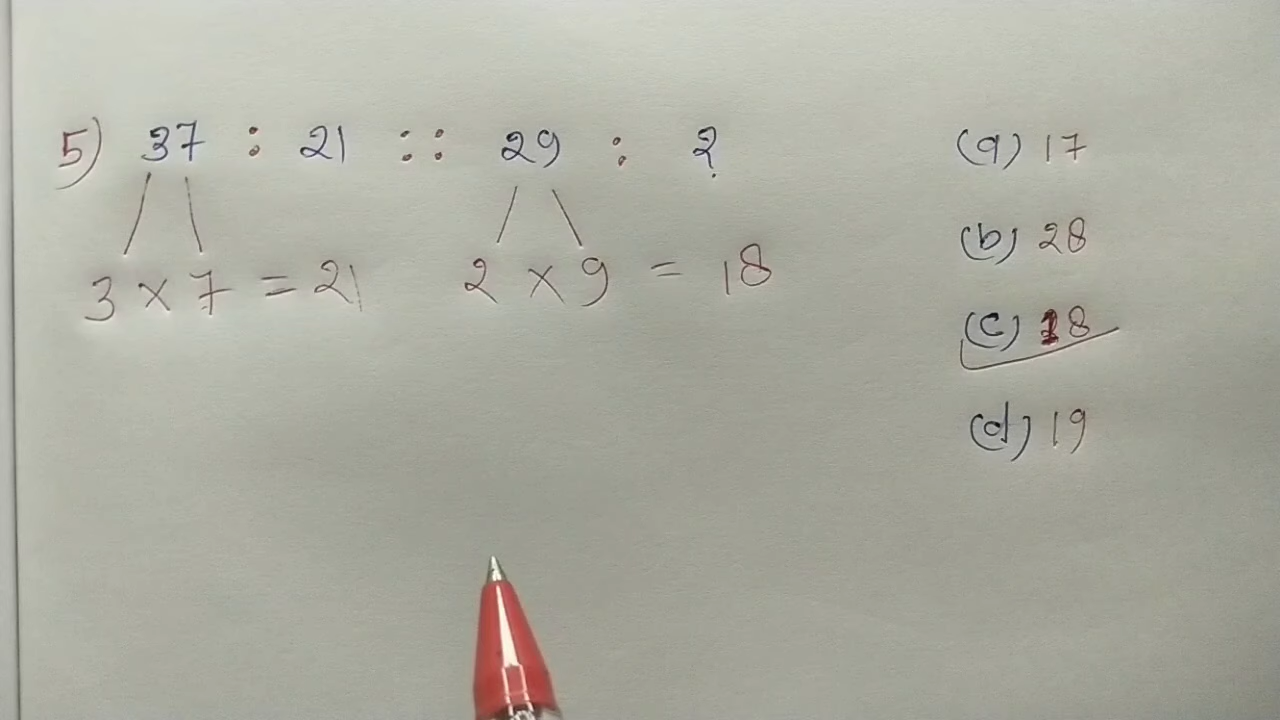 5) 37 : 21 :: 29 : ?
3 × 7 = 21 2 × 9 = 18
(a) 17
(b) 28
(c) 18
(d) 19